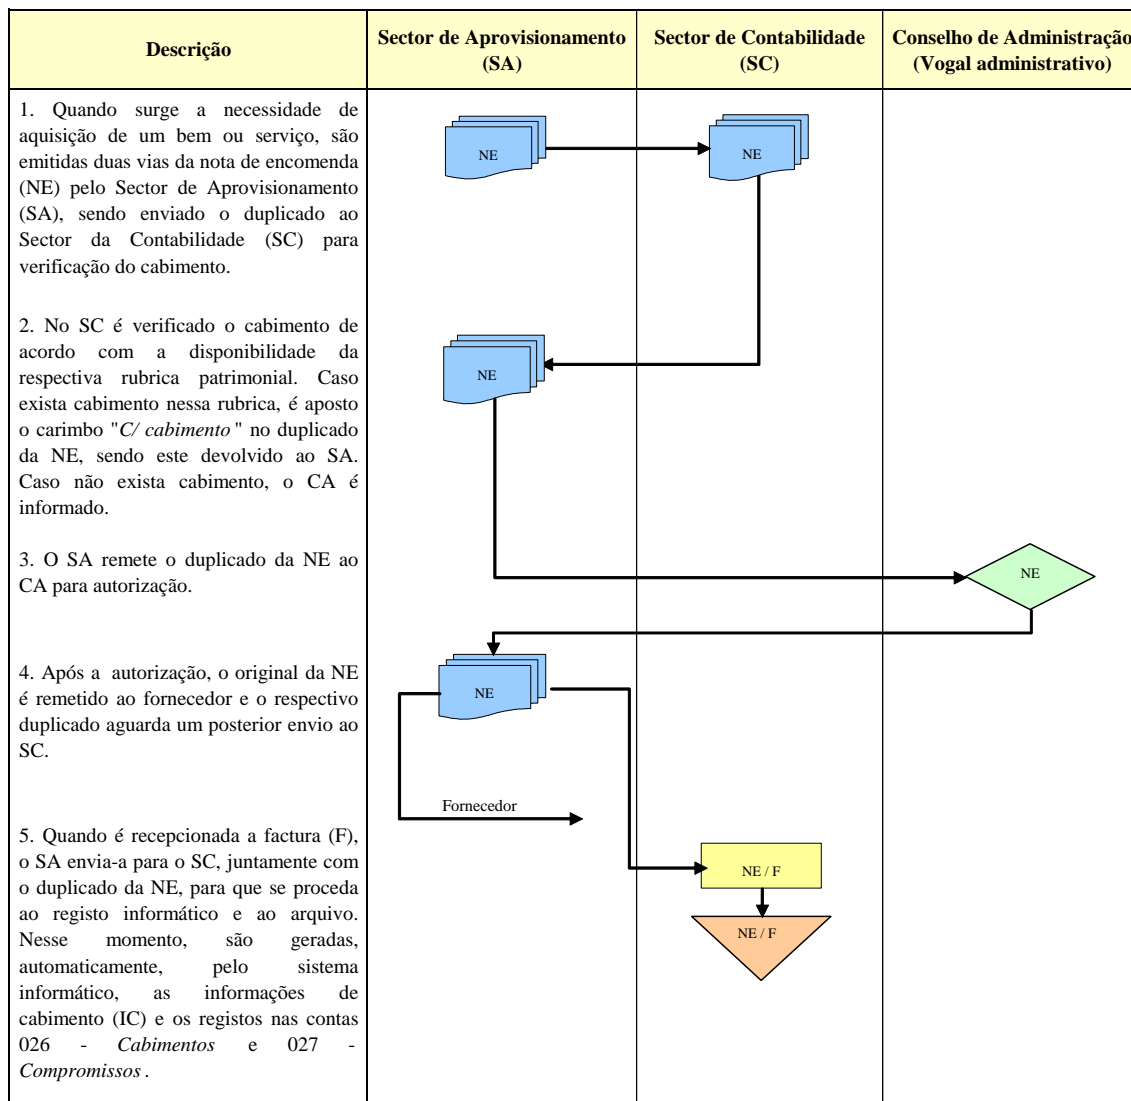 Descrição
Sector de Aprovisionamento
(SA)
Sector de Contabilidade
(SC)
Conselho de Administração
(Vogal administrativo)
1. Quando surge a necessidade de
aquisição de um bem ou serviço, são
emitidas duas vias da nota de encomenda
(NE) pelo Sector de Aprovisionamento
(SA), sendo enviado o duplicado ao
Sector da Contabilidade (SC) para
verificação do cabimento.
NE
NE
2. No SC é verificado o cabimento de
acordo com a disponibilidade da
respectiva rubrica patrimonial. Caso
exista cabimento nessa rubrica, é aposto
o carimbo "C/ cabimento" no duplicado
da NE, sendo este devolvido ao SA.
Caso não exista cabimento, o CA é
informado.
NE
3. O SA remete o duplicado da NE ao
CA para autorização.
NE
4. Após a autorização, o original da NE
é remetido ao fornecedor e o respectivo
duplicado aguarda um posterior envio ao
SC.
NE
Fornecedor
5. Quando é recepcionada a factura (F),
o SA envia-a para o SC, juntamente com
o duplicado da NE, para que se proceda
ao registo informático e ao arquivo.
Nesse momento, são geradas,
automaticamente, pelo sistema
informático, as informações de
cabimento (IC) e os registos nas contas
026 - Cabimentos e 027 -
Compromissos.
NE / F
NE / F